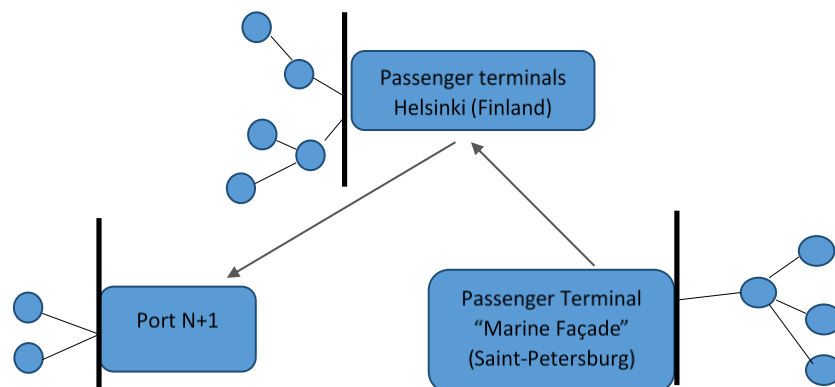 Passenger terminals
Helsinki (Finland)
Port N+1
Passenger Terminal
“Marine Façade”
(Saint-Petersburg)